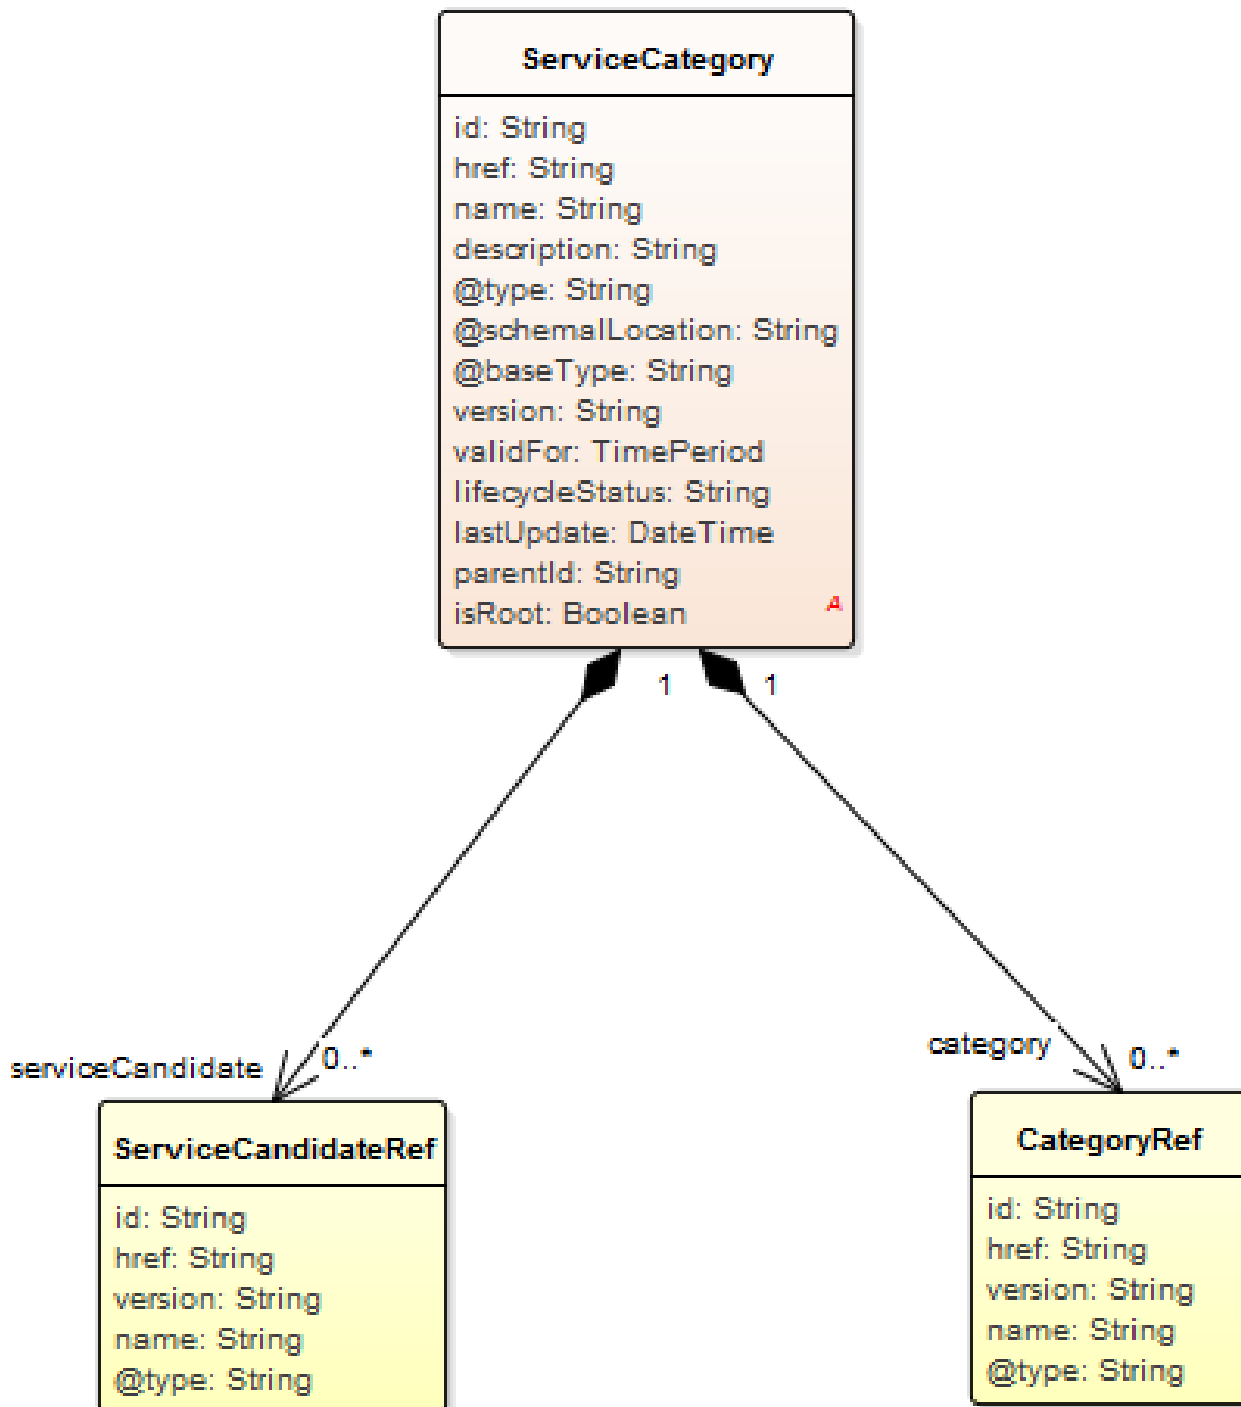 ServiceCategory
id: String
href: String
name: String
description: String
@type: String
@schemalLocation: String
@baseType: String
version: String
validFor: TimePeriod
lifecycleStatus: String
lastUpdate: DateTime
parentId: String
isRoot: Boolean
A
1
1
serviceCandidate
0..*
category
0..*
ServiceCandidateRef
id: String
href: String
version: String
name: String
@type: String
CategoryRef
id: String
href: String
version: String
name: String
@type: String